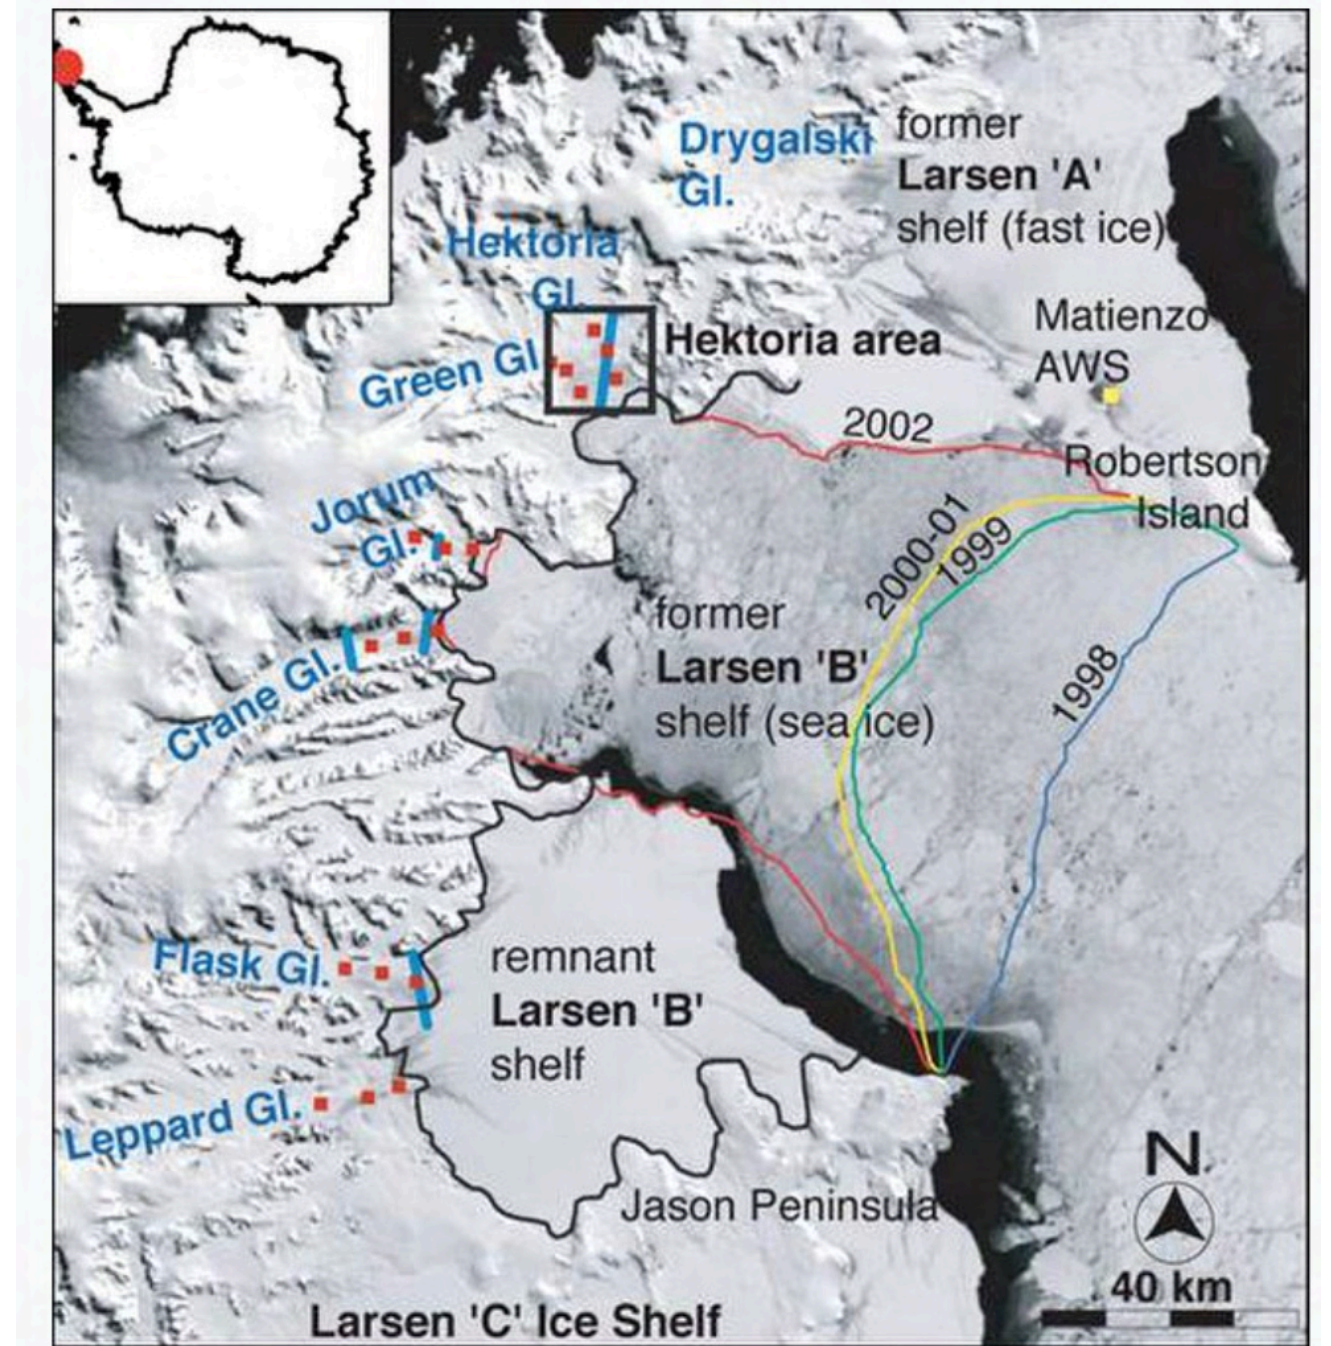 Drygalski
Gl.
former
Larsen 'A'
shelf (fast ice)
Hektoria
Gl.
Matienzo
AWS
Hektoria area
Green Gl
2002
Robertson
Island
Jorum
Gl.
2000-01
1999
former
Larsen 'B'
shelf (sea ice)
1998
Crane Gl.
Flask Gl.
remnant
Larsen 'B'
shelf
Leppard Gl.
N
Jason Peninsula
40 km
Larsen 'C' Ice Shelf